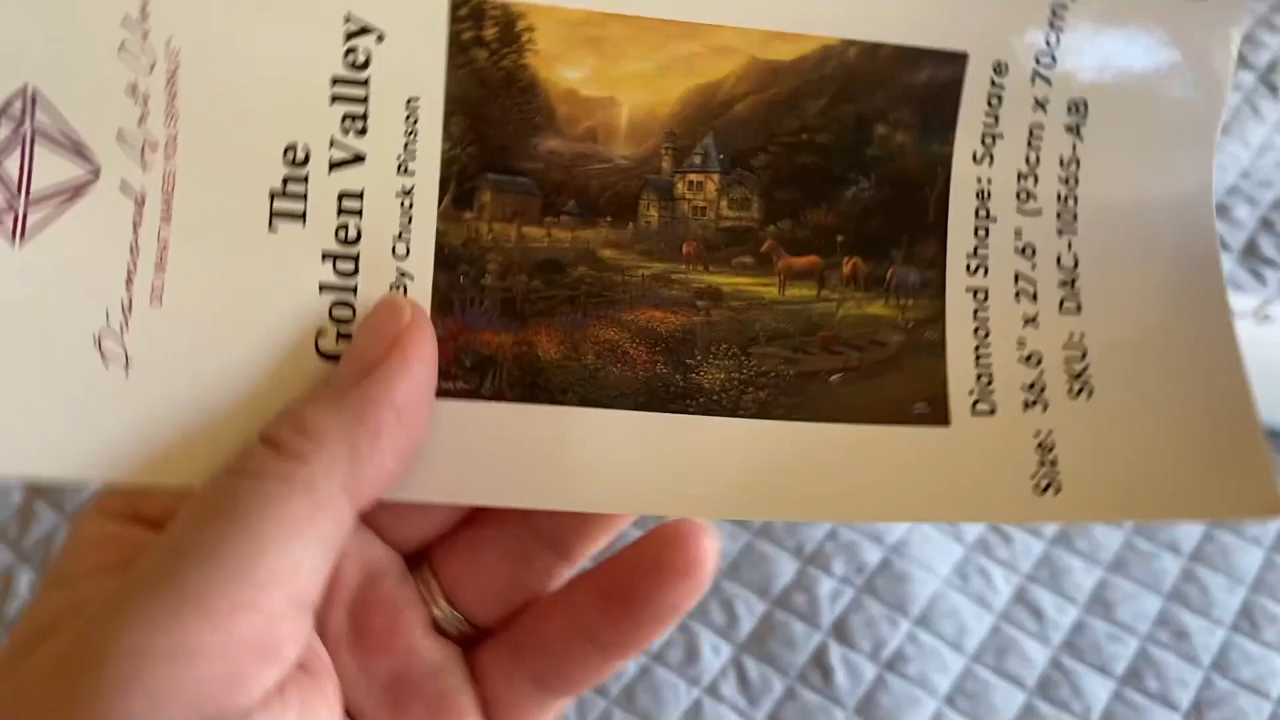 The
Golden Valley
By Chuck Pinson
Diamond Shape: Square
Size: 36.6" x 27.6" (93cm x 70cm)
SKU: DAC-10565-AB